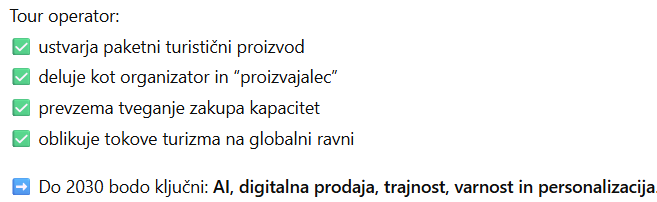 Tour operator:
✅ ustvarja paketni turistični proizvod
✅ deluje kot organizator in “proizvajalec”
✅ prevzema tveganje zakupa kapacitet
✅ oblikuje tokove turizma na globalni ravni
➡️ Do 2030 bodo ključni: AI, digitalna prodaja, trajnost, varnost in personalizacija.